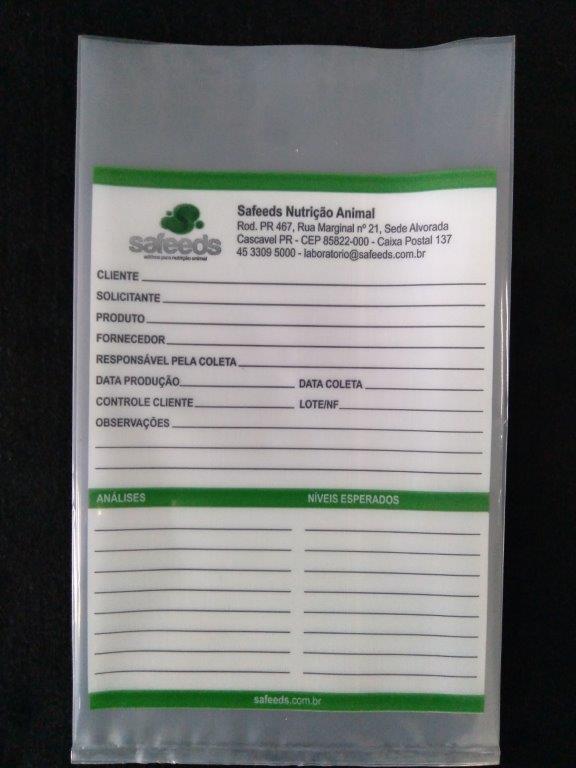 safeeds
aditivos para nutrição animal
Safeeds Nutrição Animal
Rod. PR 467, Rua Marginal nº 21, Sede Alvorada
Cascavel PR - CEP 85822-000 - Caixa Postal 137
45 3309 5000 - laboratorio@safeeds.com.br
CLIENTE
SOLICITANTE
PRODUTO
FORNECEDOR
RESPONSÁVEL PELA COLETA
DATA PRODUÇÃO DATA COLETA
CONTROLE CLIENTE LOTE/NF
OBSERVAÇÕES
ANÁLISES NÍVEIS ESPERADOS
safeeds.com.br